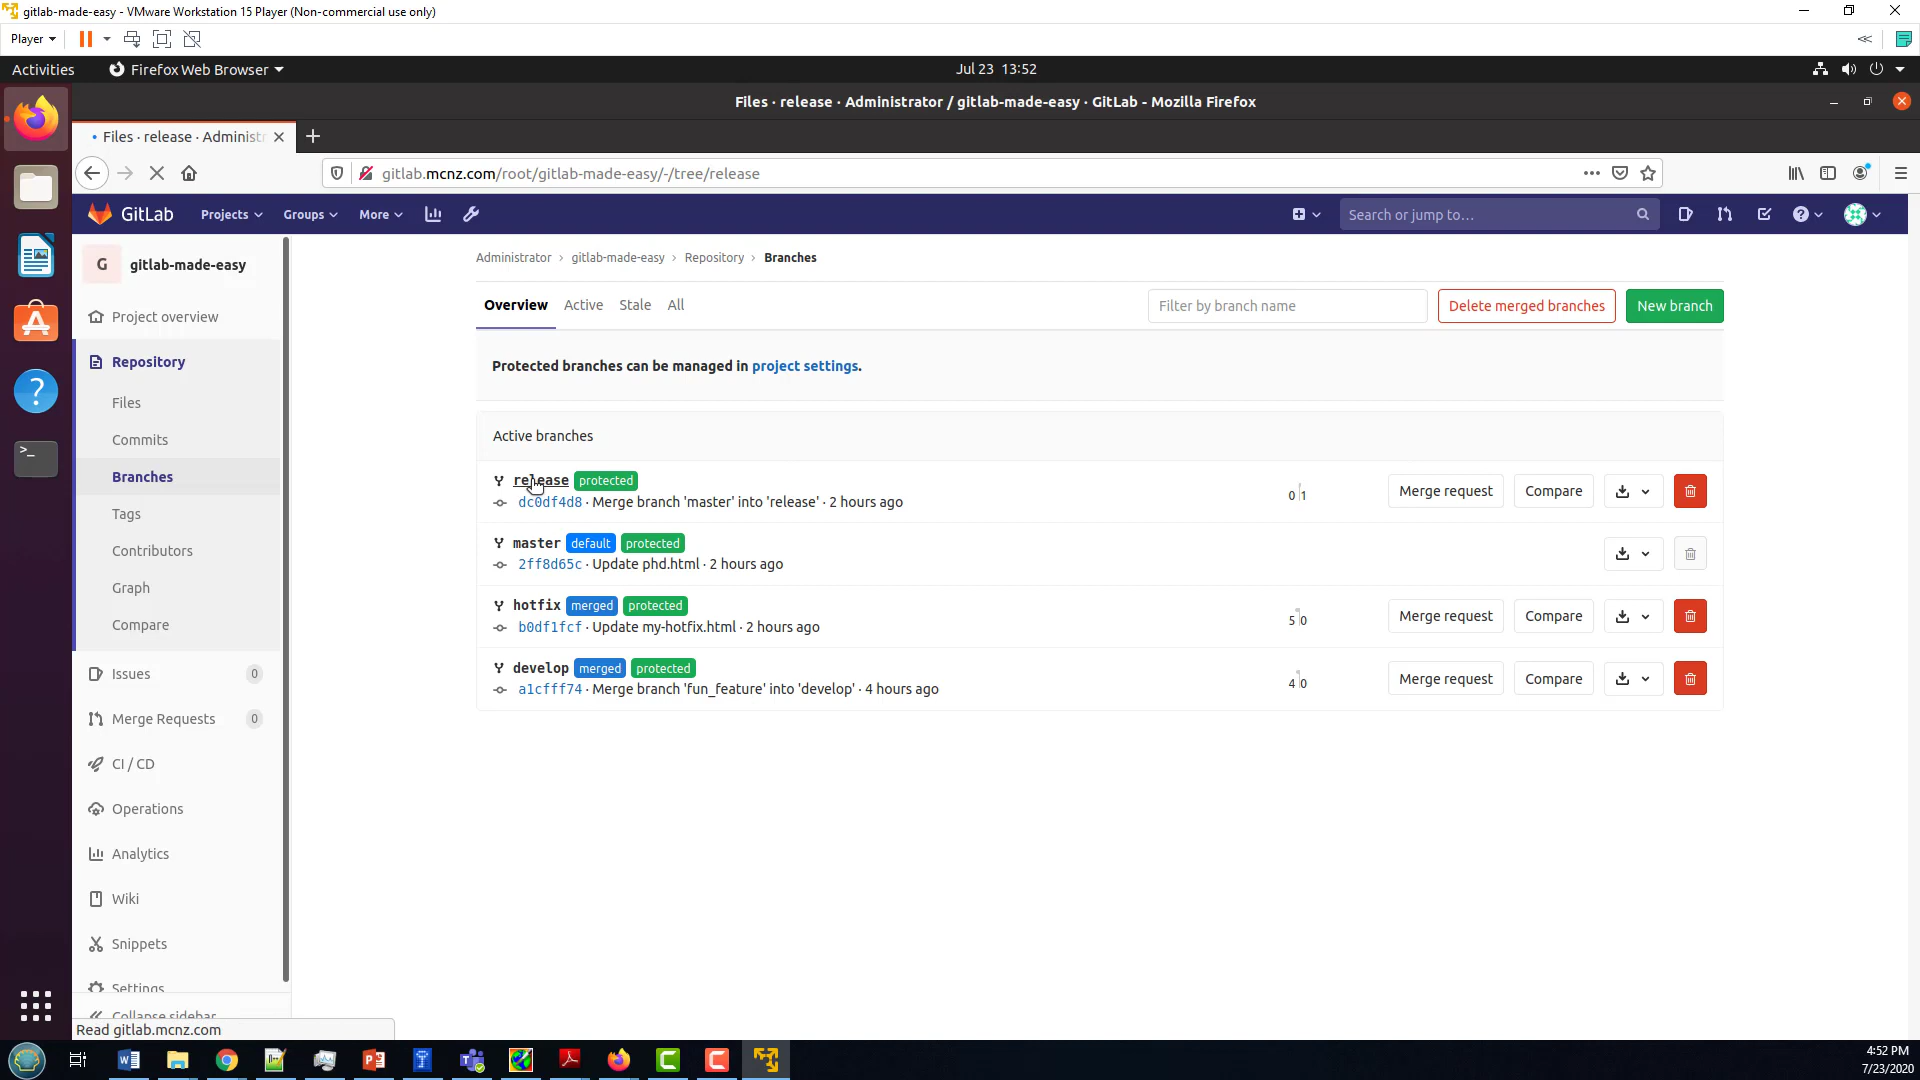 gitlab-made-easy - VMware Workstation 15 Player (Non-commercial use only)
Player
Activities Firefox Web Browser Jul 23 13:52
Files · release · Administrator / gitlab-made-easy · GitLab - Mozilla Firefox
Files · release · Administ
gitlab.mcnz.com/root/gitlab-made-easy/-/tree/release
GitLab Projects Groups More Search or jump to...
G gitlab-made-easy
Project overview
Repository
Files
Commits
Branches
Tags
Contributors
Graph
Compare
Issues 0
Merge Requests 0
CI / CD
Operations
Analytics
Wiki
Snippets
Settings
Collapse sidebar
Read gitlab.mcnz.com
Administrator › gitlab-made-easy › Repository › Branches
Overview Active Stale All Filter by branch name Delete merged branches New branch
Protected branches can be managed in project settings.
Active branches
release protected
dc0df4d8 · Merge branch 'master' into 'release' · 2 hours ago
0 1 Merge request Compare
master default protected
2ff8d65c · Update phd.html · 2 hours ago
hotfix merged protected
b0df1fcf · Update my-hotfix.html · 2 hours ago
5 0 Merge request Compare
develop merged protected
a1cfff74 · Merge branch 'fun_feature' into 'develop' · 4 hours ago
4 0 Merge request Compare
4:52 PM
7/23/2020